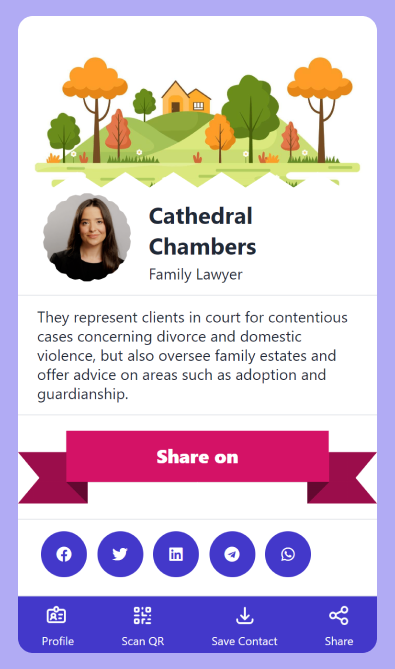 Cathedral
Chambers
Family Lawyer
They represent clients in court for contentious
cases concerning divorce and domestic
violence, but also oversee family estates and
offer advice on areas such as adoption and
guardianship.
Share on
Profile
Scan QR
Save Contact
Share